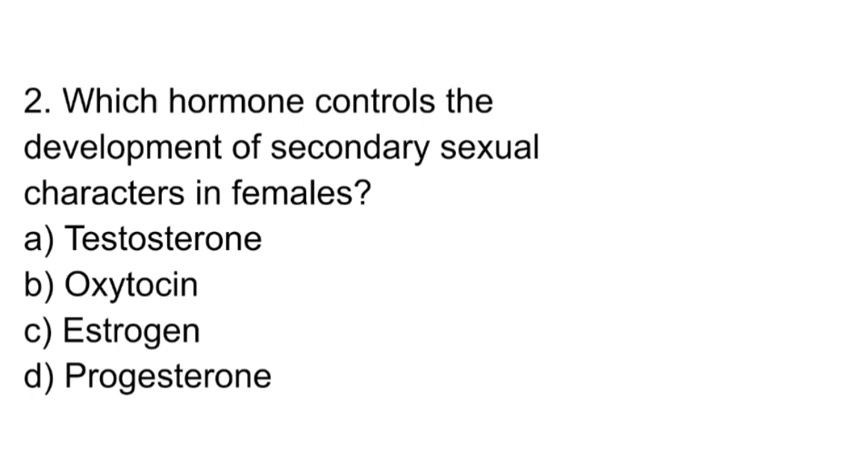 2. Which hormone controls the
development of secondary sexual
characters in females?
a) Testosterone
b) Oxytocin
c) Estrogen
d) Progesterone